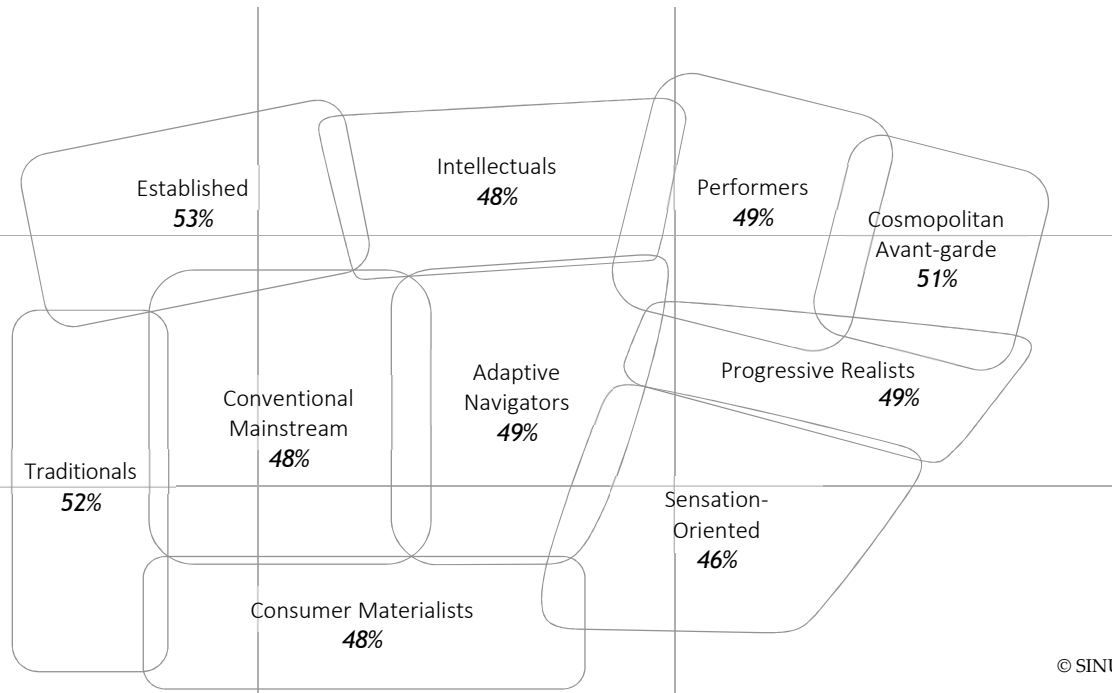 Established
53%
Intellectuals
48%
Performers
49%
Cosmopolitan
Avant-garde
51%
Progressive Realists
49%
Adaptive
Navigators
49%
Conventional
Mainstream
48%
Traditionals
52%
Sensation-
Oriented
46%
Consumer Materialists
48%